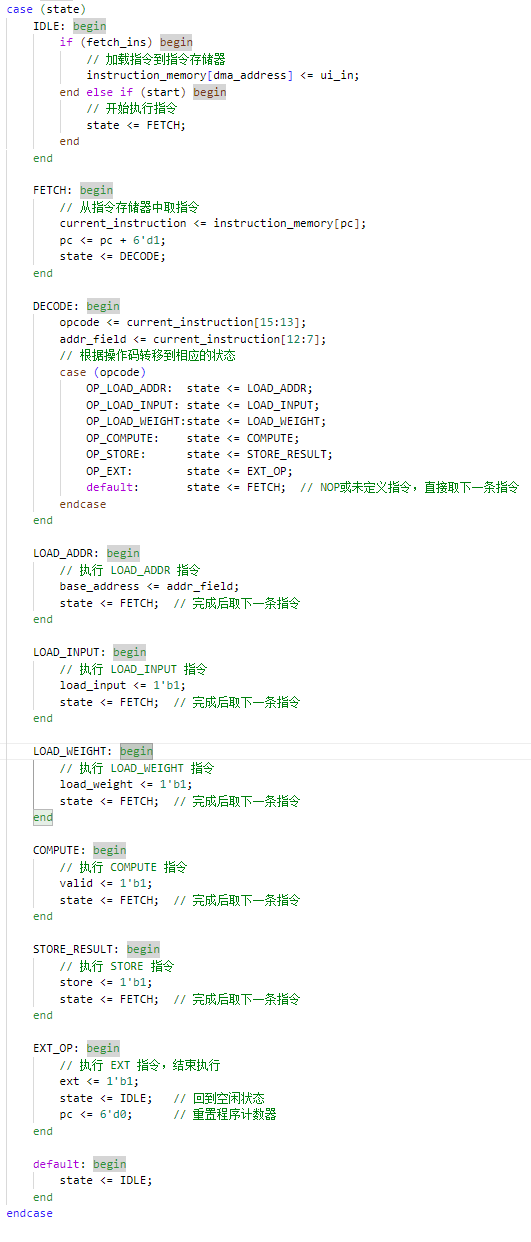 case (state)
    IDLE: begin
        if (fetch_ins) begin
            // 加载指令到指令存储器
            instruction_memory[dma_address] <= ui_in;
        end else if (start) begin
            // 开始执行指令
            state <= FETCH;
        end
    end

    FETCH: begin
        // 从指令存储器中取指令
        current_instruction <= instruction_memory[pc];
        pc <= pc + 6'd1;
        state <= DECODE;
    end

    DECODE: begin
        opcode <= current_instruction[15:13];
        addr_field <= current_instruction[12:7];
        // 根据操作码转移到相应的状态
        case (opcode)
            OP_LOAD_ADDR:  state <= LOAD_ADDR;
            OP_LOAD_INPUT: state <= LOAD_INPUT;
            OP_LOAD_WEIGHT:state <= LOAD_WEIGHT;
            OP_COMPUTE:    state <= COMPUTE;
            OP_STORE:      state <= STORE_RESULT;
            OP_EXT:        state <= EXT_OP;
            default:       state <= FETCH;  // NOP或未定义指令，直接取下一条指令
        endcase
    end

    LOAD_ADDR: begin
        // 执行 LOAD_ADDR 指令
        base_address <= addr_field;
        state <= FETCH;  // 完成后取下一条指令
    end

    LOAD_INPUT: begin
        // 执行 LOAD_INPUT 指令
        load_input <= 1'b1;
        state <= FETCH;  // 完成后取下一条指令
    end

    LOAD_WEIGHT: begin
        // 执行 LOAD_WEIGHT 指令
        load_weight <= 1'b1;
        state <= FETCH;  // 完成后取下一条指令
    end

    COMPUTE: begin
        // 执行 COMPUTE 指令
        valid <= 1'b1;
        state <= FETCH;  // 完成后取下一条指令
    end

    STORE_RESULT: begin
        // 执行 STORE 指令
        store <= 1'b1;
        state <= FETCH;  // 完成后取下一条指令
    end

    EXT_OP: begin
        // 执行 EXT 指令，结束执行
        ext <= 1'b1;
        state <= IDLE;   // 回到空闲状态
        pc <= 6'd0;      // 重置程序计数器
    end

    default: begin
        state <= IDLE;
    end
endcase